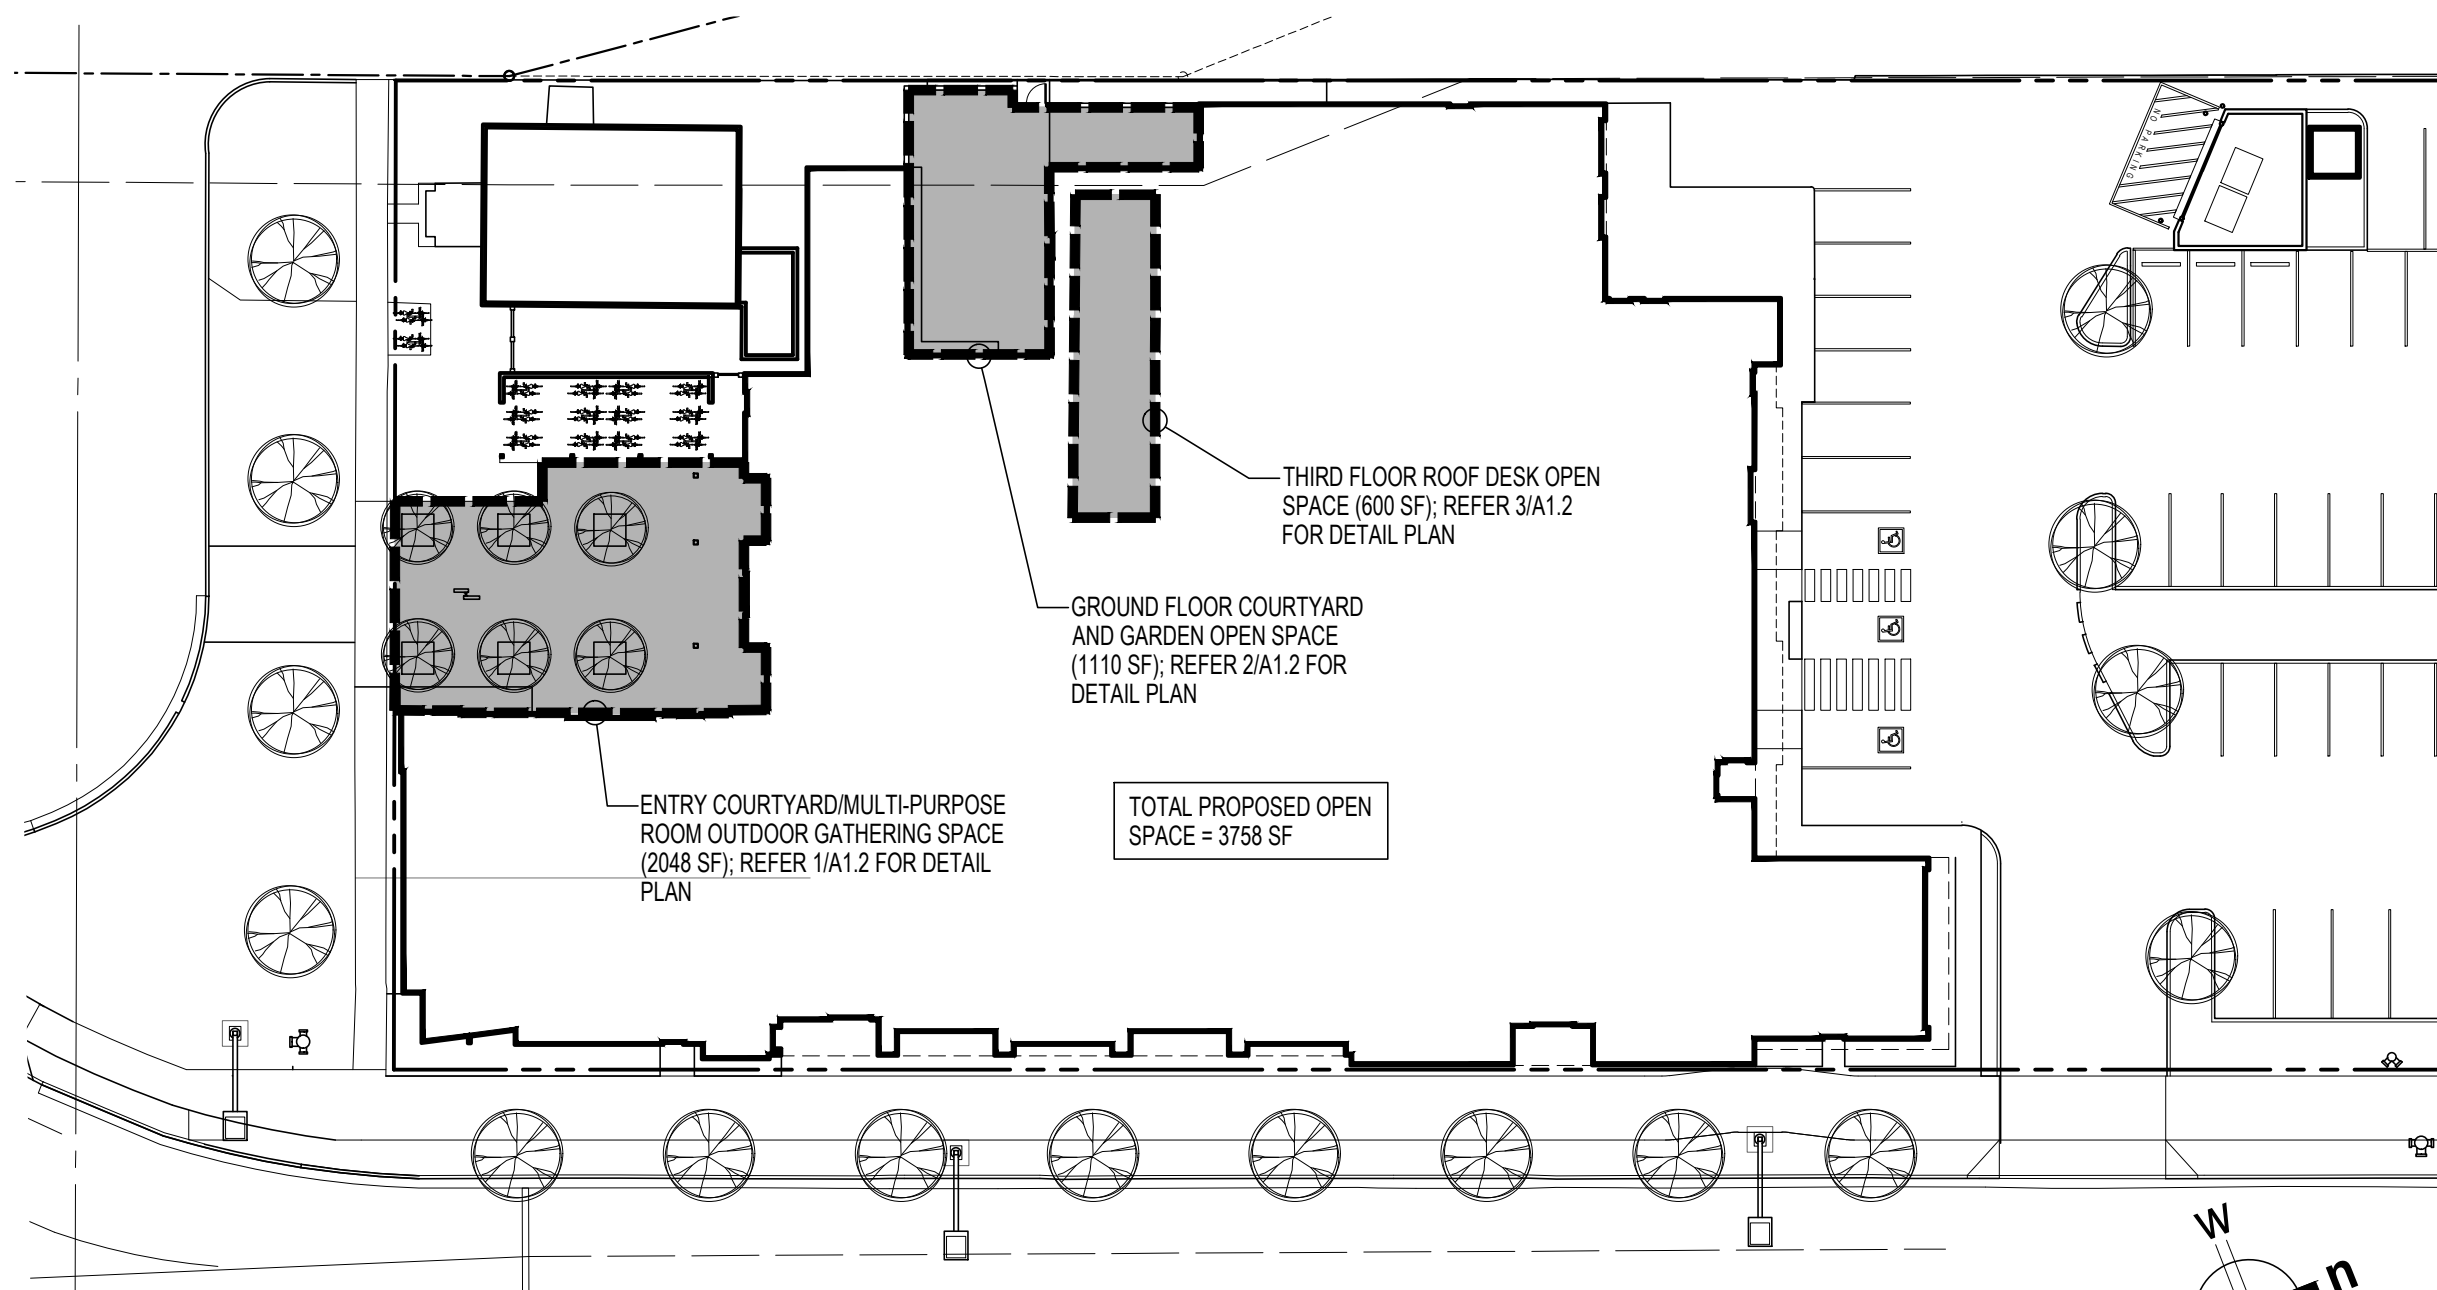 NO PARKING
THIRD FLOOR ROOF DESK OPEN
SPACE (600 SF); REFER 3/A1.2
FOR DETAIL PLAN
GROUND FLOOR COURTYARD
AND GARDEN OPEN SPACE
(1110 SF); REFER 2/A1.2 FOR
DETAIL PLAN
ENTRY COURTYARD/MULTI-PURPOSE
ROOM OUTDOOR GATHERING SPACE
(2048 SF); REFER 1/A1.2 FOR DETAIL
PLAN
TOTAL PROPOSED OPEN
SPACE = 3758 SF
W
n